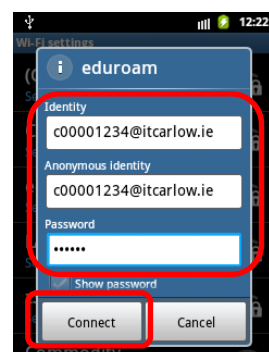 12:22
Wi-Fi settings
eduroam
Identity
c00001234@itcarlow.ie
Anonymous identity
c00001234@itcarlow.ie
Password
••••••
Show password
Connect
Cancel